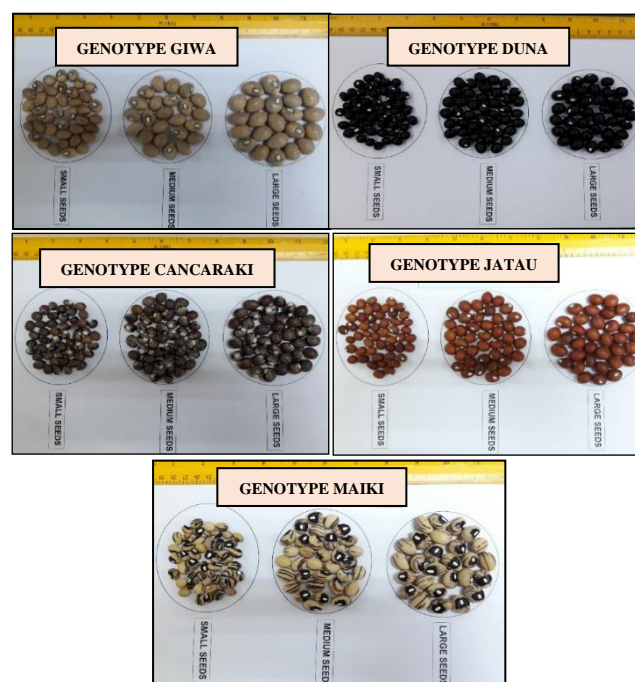 GENOTYPE GIWA
KING
SMALL SEEDS
MEDIUM SEEDS
LARGE SEEDS
GENOTYPE DUNA
SMALL SEEDS
MEDIUM SEEDS
LARGE SEEDS
GENOTYPE CANCARAKI
SMALL SEEDS
MEDIUM SEEDS
LARGE SEEDS
GENOTYPE JATAU
SMALL SEEDS
MEDIUM SEEDS
LARGE SEEDS
GENOTYPE MAIKI
SMALL SEEDS
MEDIUM SEEDS
LARGE SEEDS